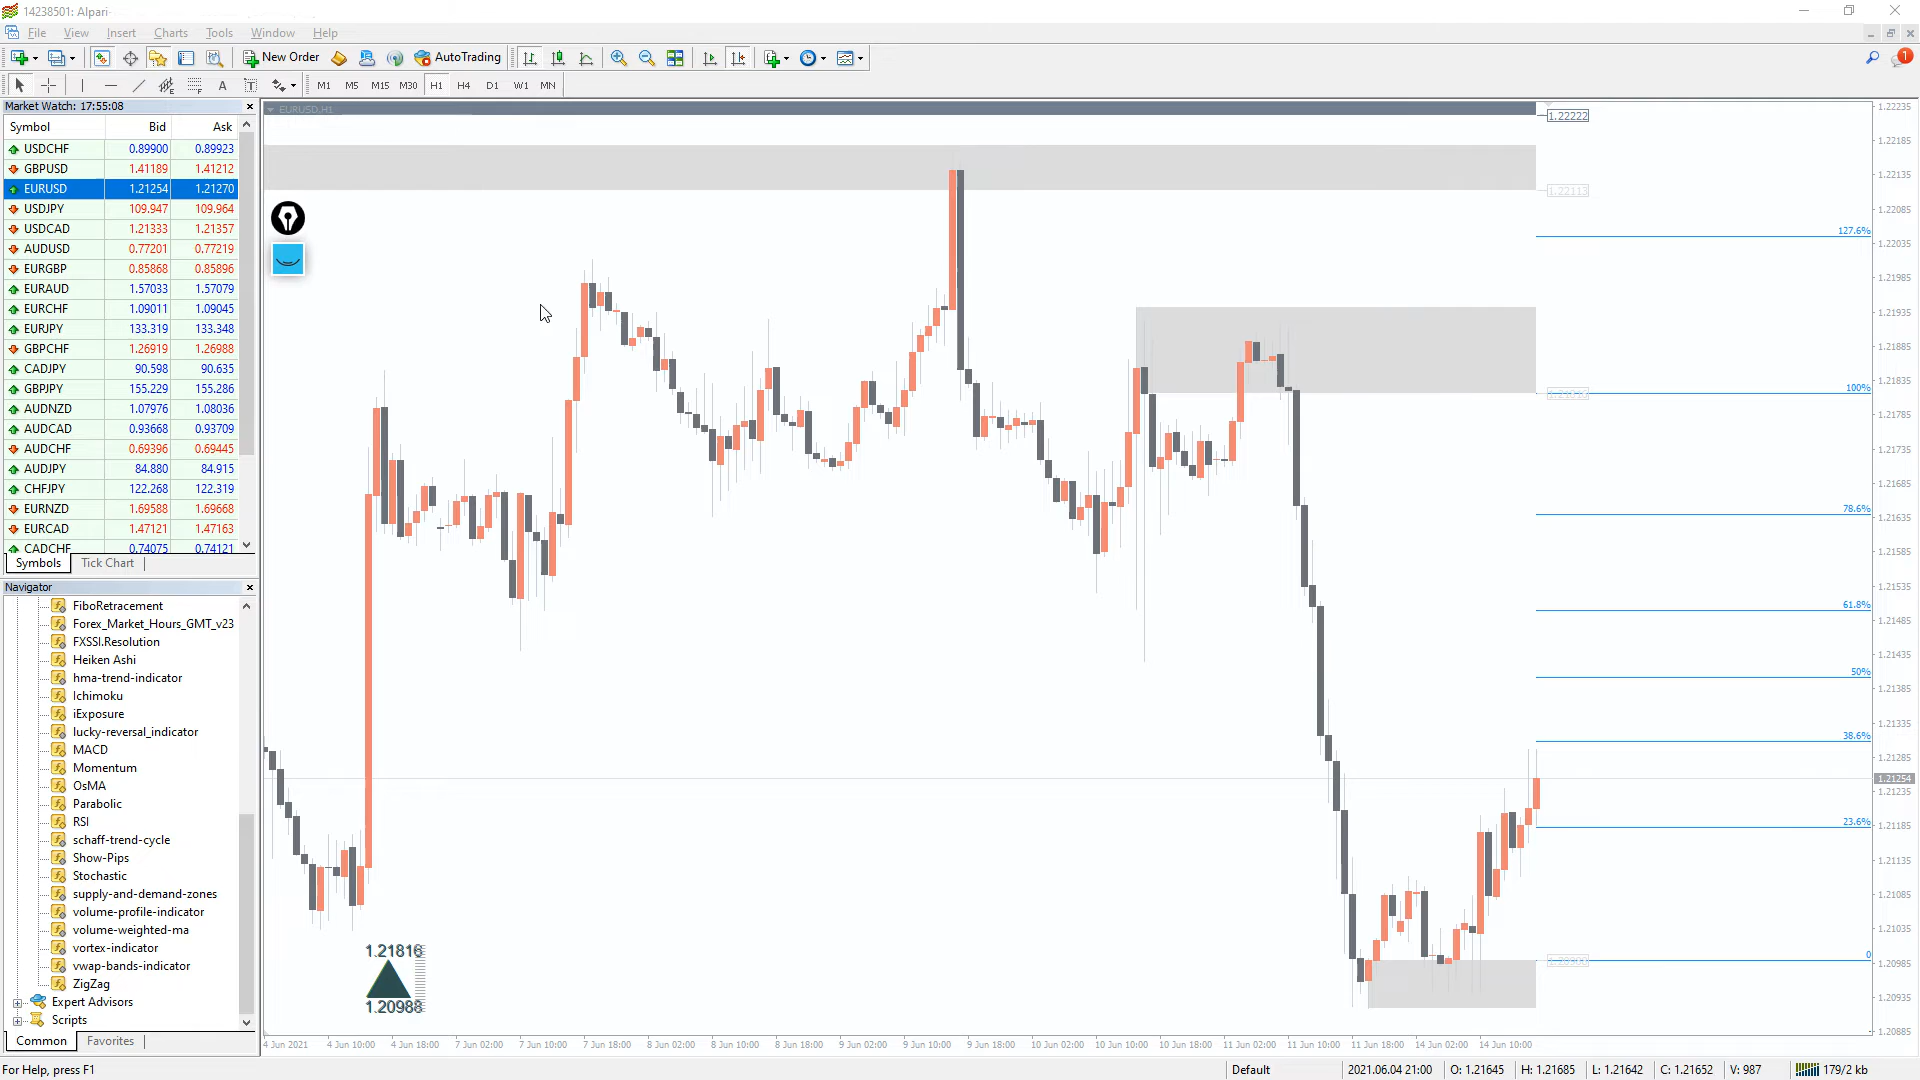 14238501: Alpari
File View Insert Charts Tools Window Help
New Order AutoTrading
A T M1 M5 M15 M30 H1 H4 D1 W1 MN
Market Watch: 17:55:08
Symbol Bid Ask
USDCHF 0.89900 0.89923
GBPUSD 1.41189 1.41212
EURUSD 1.21254 1.21270
USDJPY 109.947 109.964
USDCAD 1.21333 1.21357
AUDUSD 0.77201 0.77219
EURGBP 0.85868 0.85896
EURAUD 1.57033 1.57079
EURCHF 1.09011 1.09045
EURJPY 133.319 133.348
GBPCHF 1.26919 1.26988
CADJPY 90.598 90.635
GBPJPY 155.229 155.286
AUDNZD 1.07976 1.08036
AUDCAD 0.93668 0.93709
AUDCHF 0.69396 0.69445
AUDJPY 84.880 84.915
CHFJPY 122.268 122.319
EURNZD 1.69588 1.69668
EURCAD 1.47121 1.47163
CADCHF 0.74075 0.74121
Symbols Tick Chart
Navigator
FiboRetracement
Forex_Market_Hours_GMT_v23
FXSSI.Resolution
Heiken Ashi
hma-trend-indicator
Ichimoku
iExposure
lucky-reversal_indicator
MACD
Momentum
OsMA
Parabolic
RSI
schaff-trend-cycle
Show-Pips
Stochastic
supply-and-demand-zones
volume-profile-indicator
volume-weighted-ma
vortex-indicator
vwap-bands-indicator
ZigZag
Expert Advisors
Scripts
Common Favorites
EURUSD,H1
1.22222
1.22113
127.6%
100%
78.6%
61.8%
50%
38.6%
23.6%
0
1.21816
1.20988
1.22235
1.22185
1.22135
1.22085
1.22035
1.21985
1.21935
1.21885
1.21835
1.21785
1.21735
1.21685
1.21635
1.21585
1.21535
1.21485
1.21435
1.21385
1.21335
1.21285
1.21254
1.21235
1.21185
1.21135
1.21085
1.21035
1.20985
1.20935
1.20885
4 Jun 2021 4 Jun 10:00 4 Jun 18:00 7 Jun 02:00 7 Jun 10:00 7 Jun 18:00 8 Jun 02:00 8 Jun 10:00 8 Jun 18:00 9 Jun 02:00 9 Jun 10:00 9 Jun 18:00 10 Jun 02:00 10 Jun 10:00 10 Jun 18:00 11 Jun 02:00 11 Jun 10:00 11 Jun 18:00 14 Jun 02:00 14 Jun 10:00
For Help, press F1 Default 2021.06.04 21:00 O: 1.21645 H: 1.21685 L: 1.21642 C: 1.21652 V: 987 179/2 kb